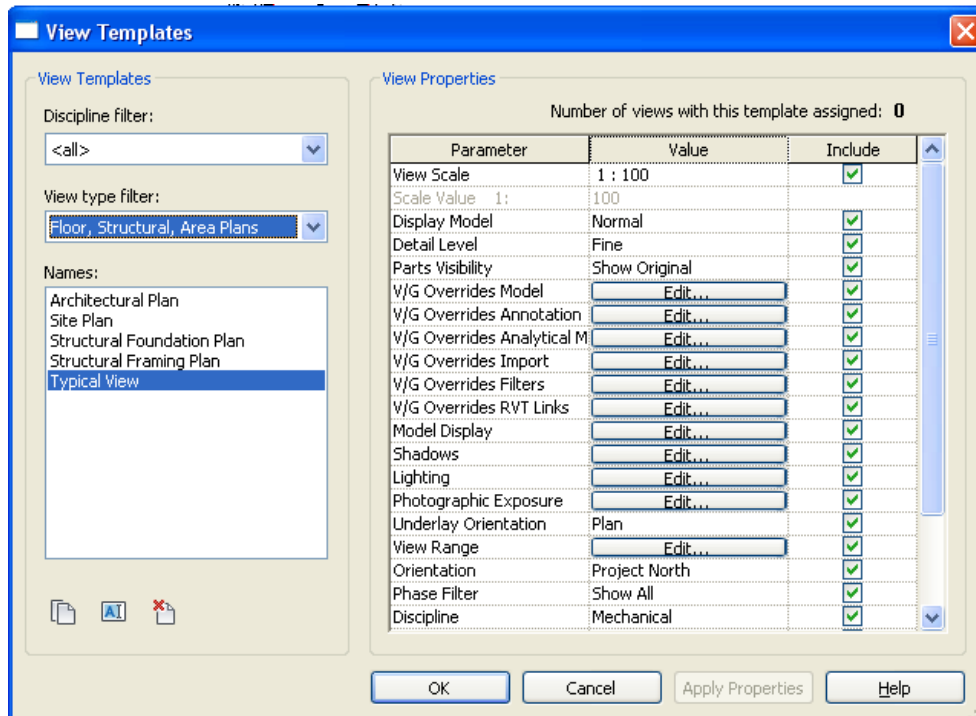 View Templates
View Templates
Discipline filter:
<all>
View type filter:
Floor, Structural, Area Plans
Names:
Architectural Plan
Site Plan
Structural Foundation Plan
Structural Framing Plan
Typical View
AI
View Properties
Number of views with this template assigned: 0
Parameter Value Include
View Scale 1 : 100
Scale Value 1: 100
Display Model Normal
Detail Level Fine
Parts Visibility Show Original
V/G Overrides Model Edit...
V/G Overrides Annotation Edit...
V/G Overrides Analytical M Edit...
V/G Overrides Import Edit...
V/G Overrides Filters Edit...
V/G Overrides RVT Links Edit...
Model Display Edit...
Shadows Edit...
Lighting Edit...
Photographic Exposure Edit...
Underlay Orientation Plan
View Range Edit...
Orientation Project North
Phase Filter Show All
Discipline Mechanical
OK Cancel Apply Properties Help